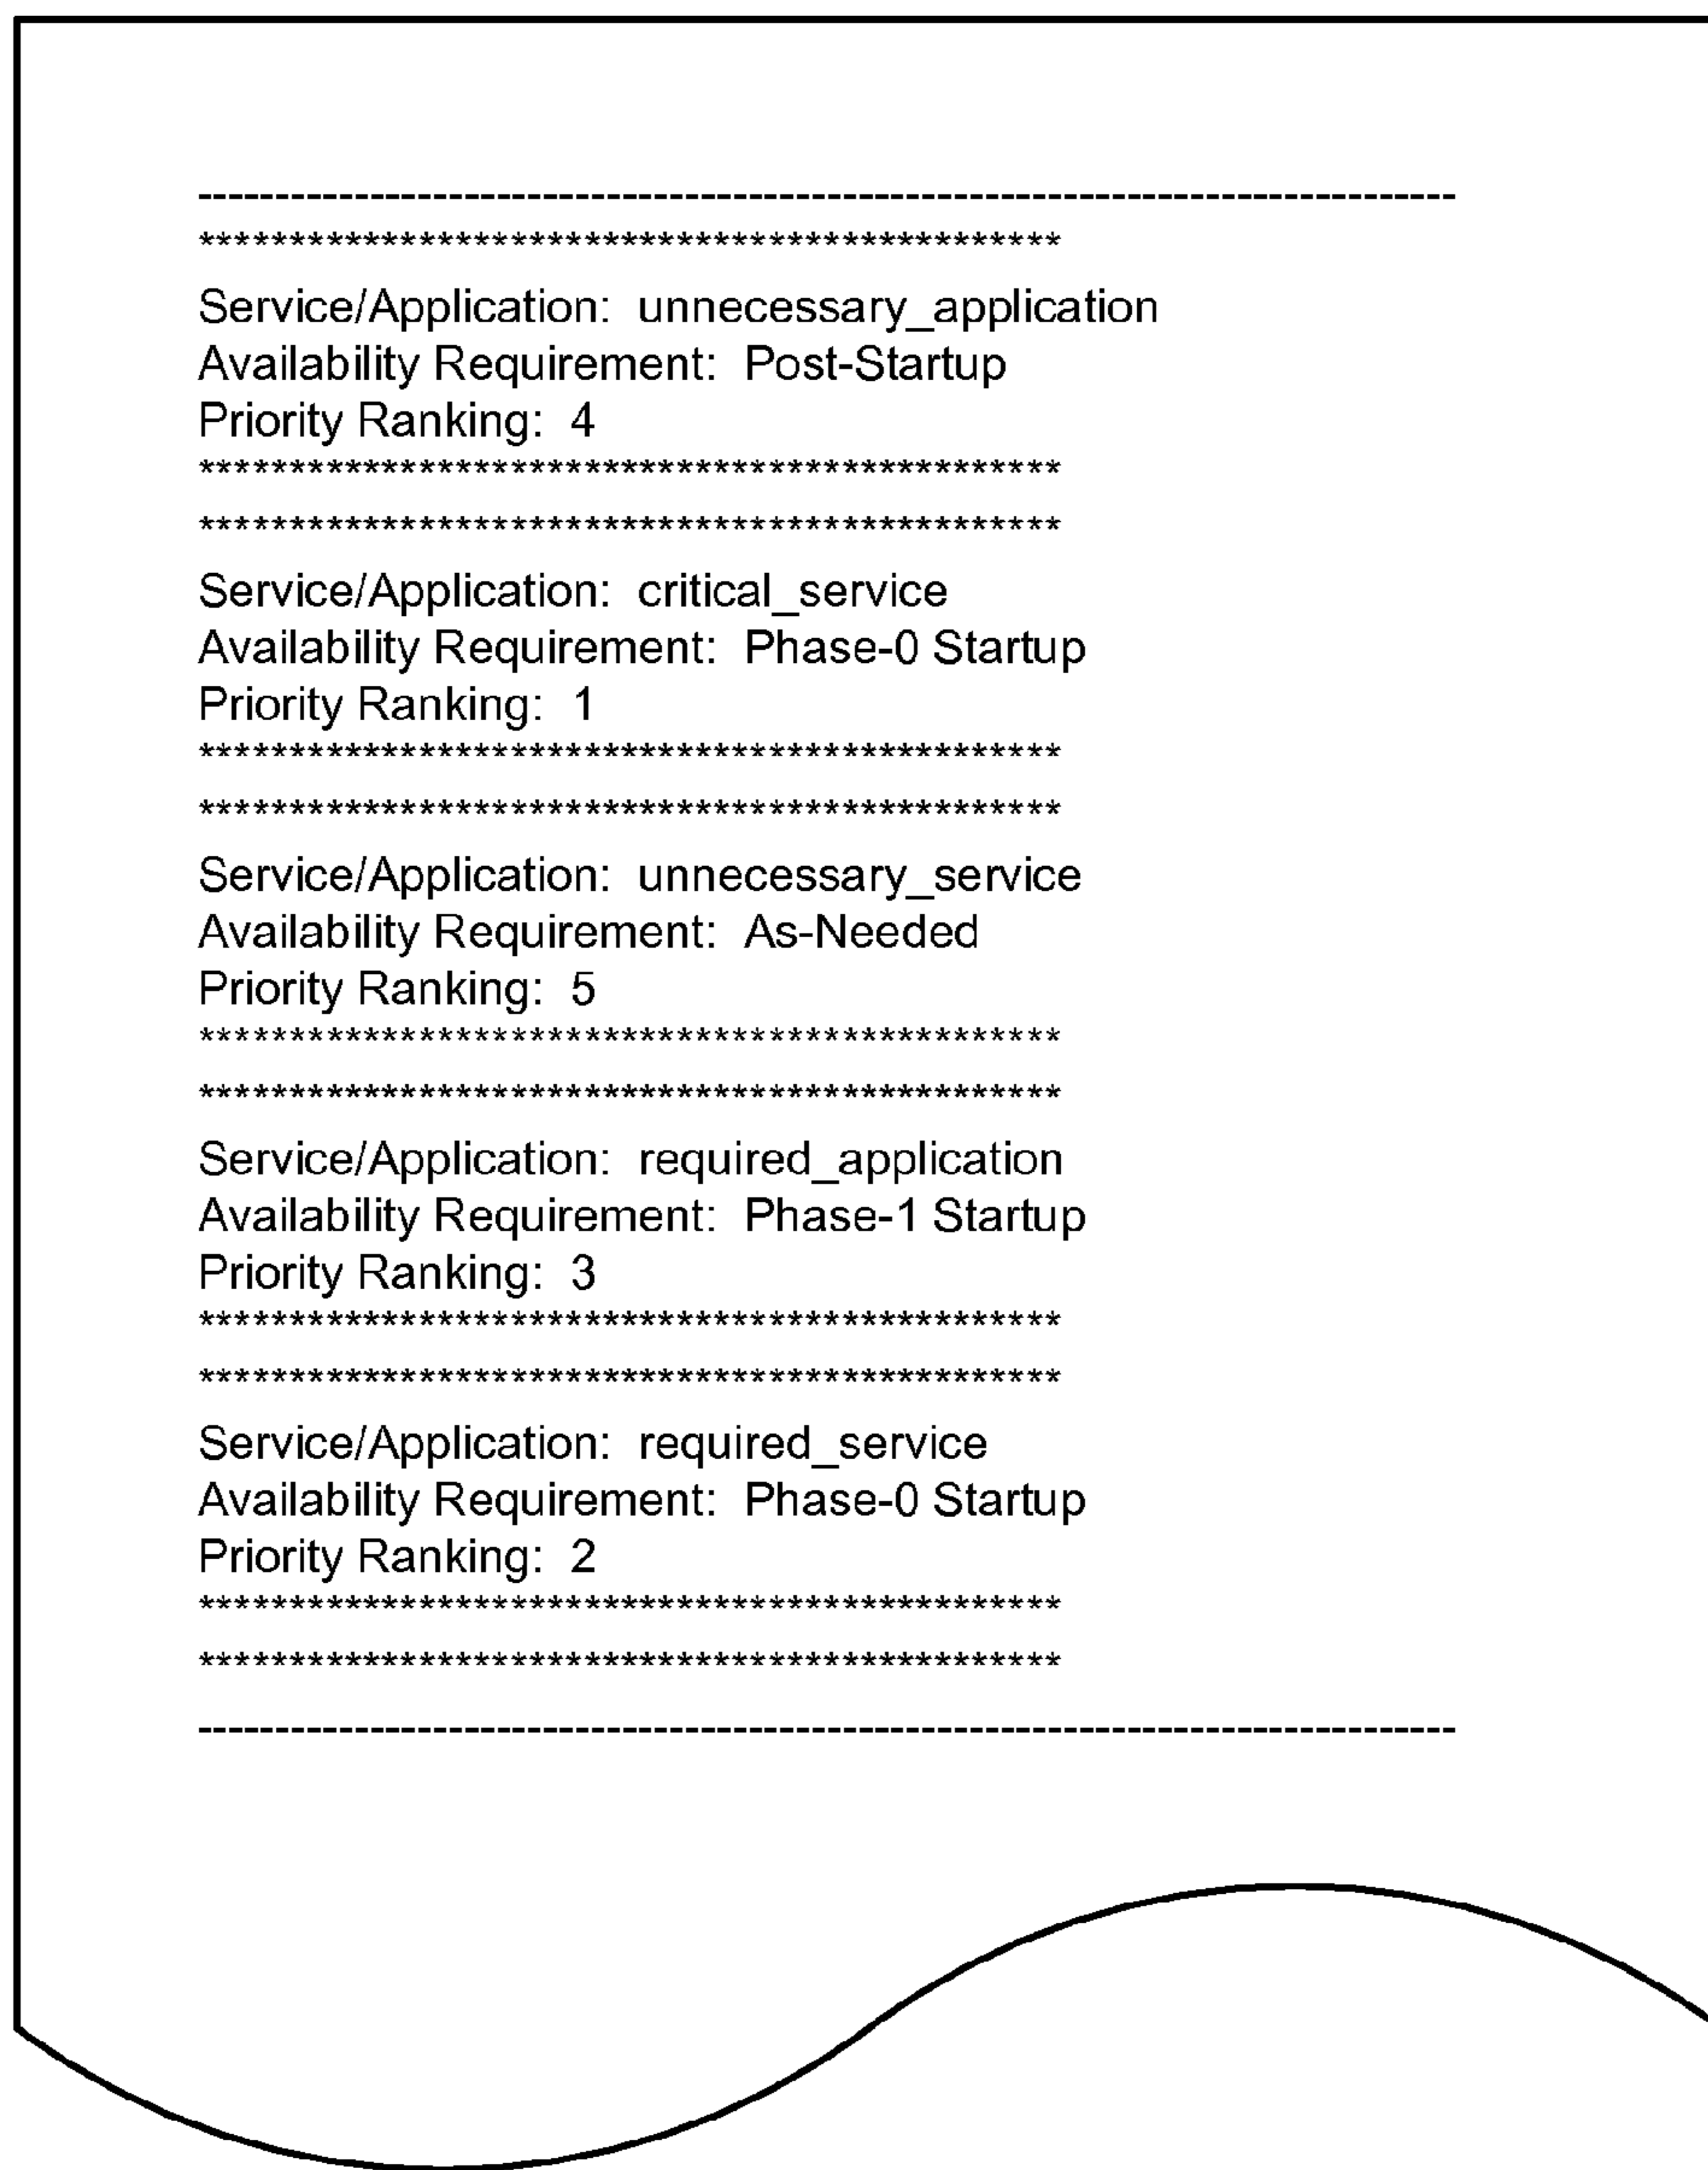 --------------------------------------------------------------------------------
***********************************************
Service/Application:  unnecessary_application
Availability Requirement:  Post-Startup
Priority Ranking:  4
***********************************************
***********************************************
Service/Application:  critical_service
Availability Requirement:  Phase-0 Startup
Priority Ranking:  1
***********************************************
***********************************************
Service/Application:  unnecessary_service
Availability Requirement:  As-Needed
Priority Ranking:  5
***********************************************
***********************************************
Service/Application:  required_application
Availability Requirement:  Phase-1 Startup
Priority Ranking:  3
***********************************************
***********************************************
Service/Application:  required_service
Availability Requirement:  Phase-0 Startup
Priority Ranking:  2
***********************************************
***********************************************
--------------------------------------------------------------------------------